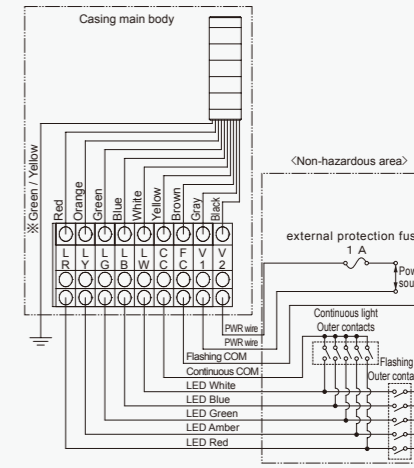 Casing main body
※ Green / Yellow
Red
Orange
Green
Blue
White
Yellow
Brown
Gray
Black
L R
L Y
L G
L B
L W
C C
F C
V 1
V 2
<Non-hazardous area>
external protection fus
1 A
Pow
sou
PWR wire
PWR wire
Flashing COM
Continuous COM
LED White
LED Blue
LED Green
LED Amber
LED Red
Continuous light
Outer contacts
Flashing
Outer conta